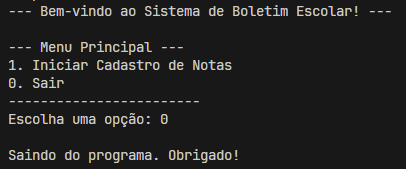 --- Bem-vindo ao Sistema de Boletim Escolar! ---
--- Menu Principal ---
1. Iniciar Cadastro de Notas
0. Sair
------------------------
Escolha uma opção: 0
Saindo do programa. Obrigado!